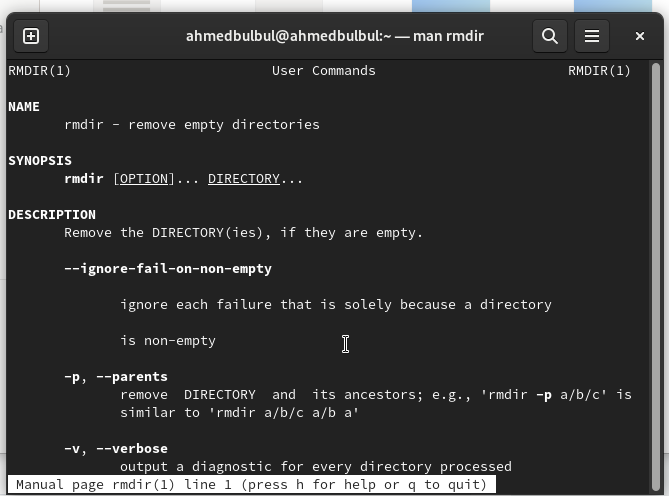 ahmedbulbul@ahmedbulbul:~ — man rmdir
RMDIR(1) User Commands RMDIR(1)
NAME
rmdir - remove empty directories
SYNOPSIS
rmdir [OPTION]... DIRECTORY...
DESCRIPTION
Remove the DIRECTORY(ies), if they are empty.
--ignore-fail-on-non-empty
ignore each failure that is solely because a directory
is non-empty
-p, --parents
remove DIRECTORY and its ancestors; e.g., 'rmdir -p a/b/c' is
similar to 'rmdir a/b/c a/b a'
-v, --verbose
output a diagnostic for every directory processed
Manual page rmdir(1) line 1 (press h for help or q to quit)